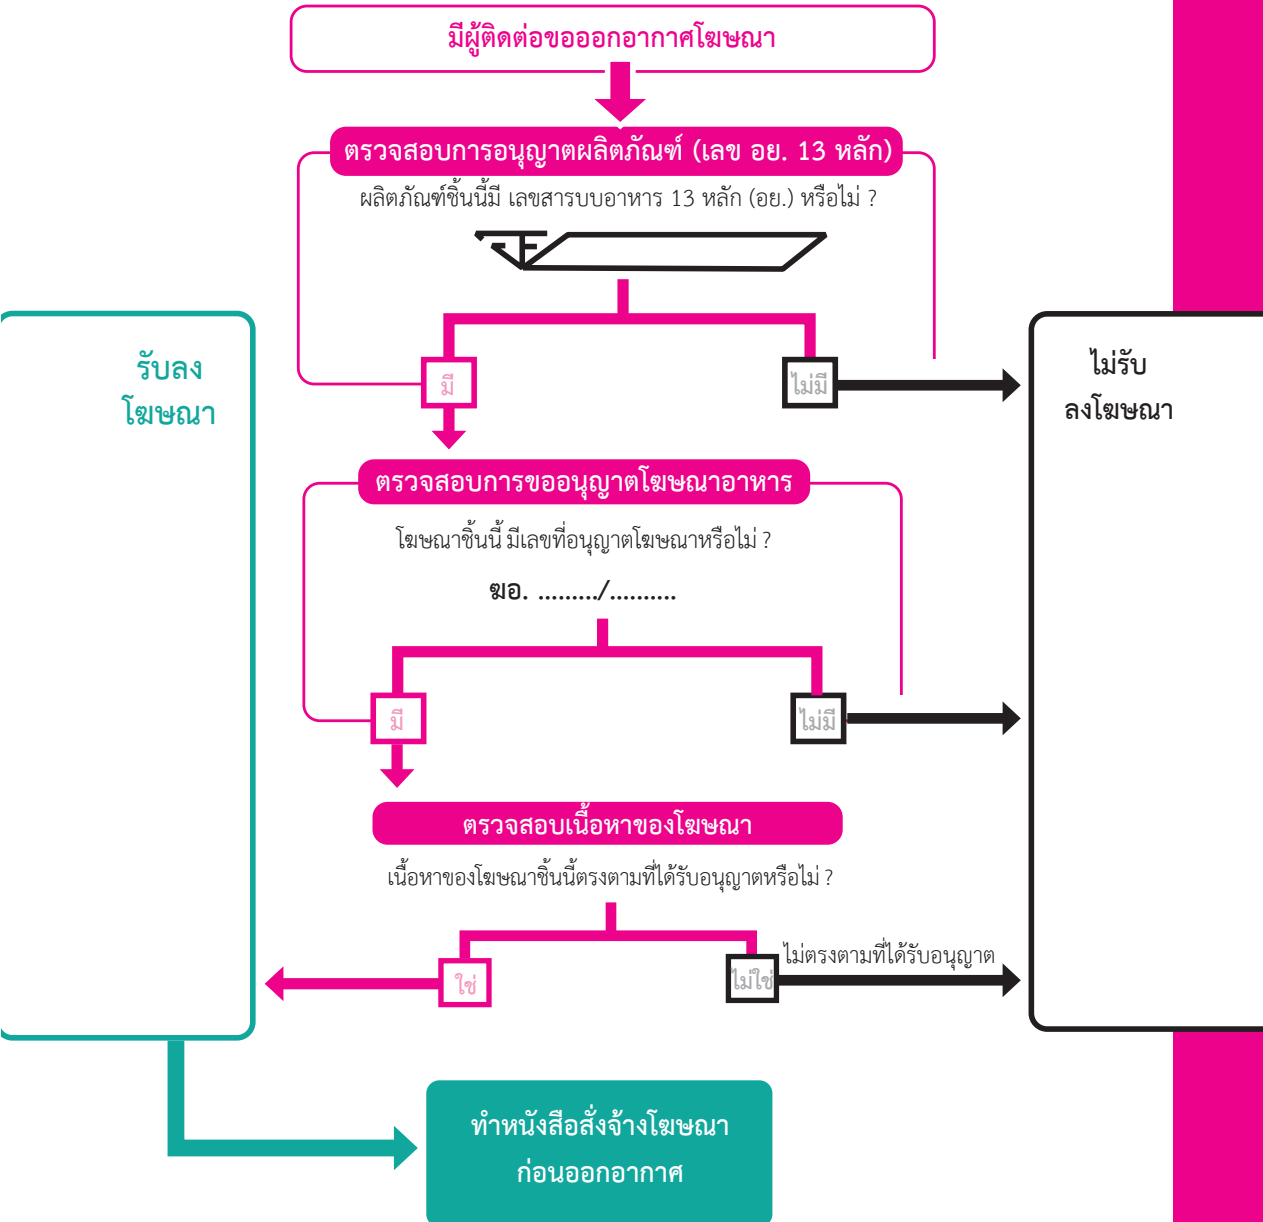 มีผู้ติดต่อขอออกอากาศโฆษณา
ตรวจสอบการอนุญาตผลิตภัณฑ์ (เลข อย. 13 หลัก)
ผลิตภัณฑ์ชิ้นนี้มี เลขสารบบอาหาร 13 หลัก (อย.) หรือไม่ ?
รับลง
โฆษณา
มี
ไม่มี
ไม่รับ
ลงโฆษณา
ตรวจสอบการขออนุญาตโฆษณาอาหาร
โฆษณาชิ้นนี้ มีเลขที่อนุญาตโฆษณาหรือไม่ ?
ฆอ. ........./..........
มี
ไม่มี
ตรวจสอบเนื้อหาของโฆษณา
เนื้อหาของโฆษณาชิ้นนี้ตรงตามที่ได้รับอนุญาตหรือไม่ ?
ใช่
ไม่ใช่
ไม่ตรงตามที่ได้รับอนุญาต
ทำหนังสือสั่งจ้างโฆษณา
ก่อนออกอากาศ